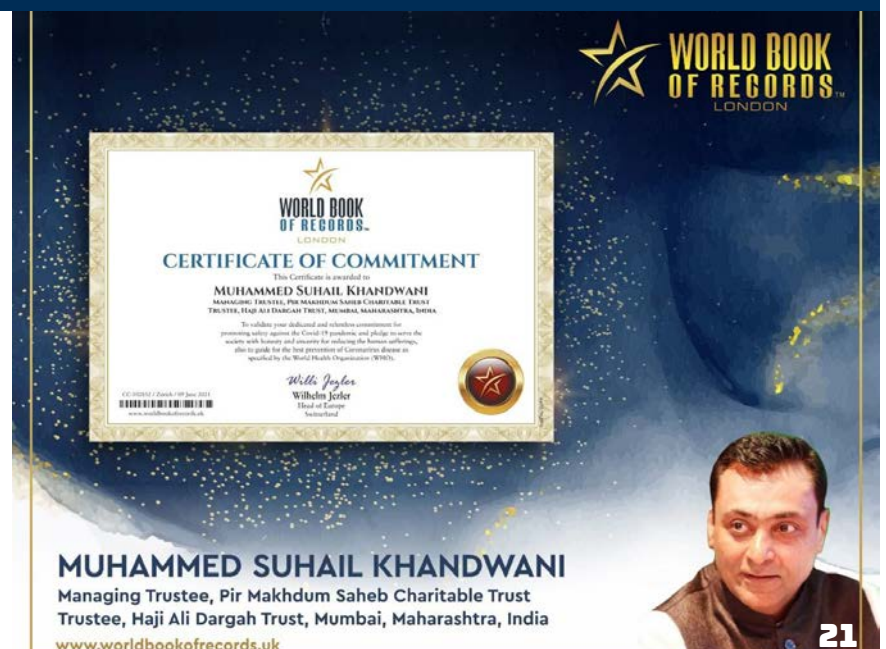 WORLD BOOK
OF RECORDS™
LONDON
WORLD BOOK
OF RECORDS™
LONDON
CERTIFICATE OF COMMITMENT
This Certificate is awarded to
MUHAMMED SUHAIL KHANDWANI
MANAGING TRUSTEE, PIR MAKHDUM SAHEB CHARITABLE TRUST
TRUSTEE, HAJI ALI DARGAH TRUST, MUMBAI, MAHARASHTRA, INDIA
To validate your dedicated and relentless commitment for
promoting safety against the Covid-19 pandemic and pledge to serve the
society with honesty and sincerity for reducing the human sufferings,
also to guide for the best prevention of Coronavirus disease as
specified by the World Health Organization (WHO).
Willi Jezler
Wilhelm Jezler
Head of Europe
Switzerland
/ Zurich / 09 June 2021
www.worldbookofrecords.uk
MUHAMMED SUHAIL KHANDWANI
Managing Trustee, Pir Makhdum Saheb Charitable Trust
Trustee, Haji Ali Dargah Trust, Mumbai, Maharashtra, India
www.worldbookofrecords.uk
21